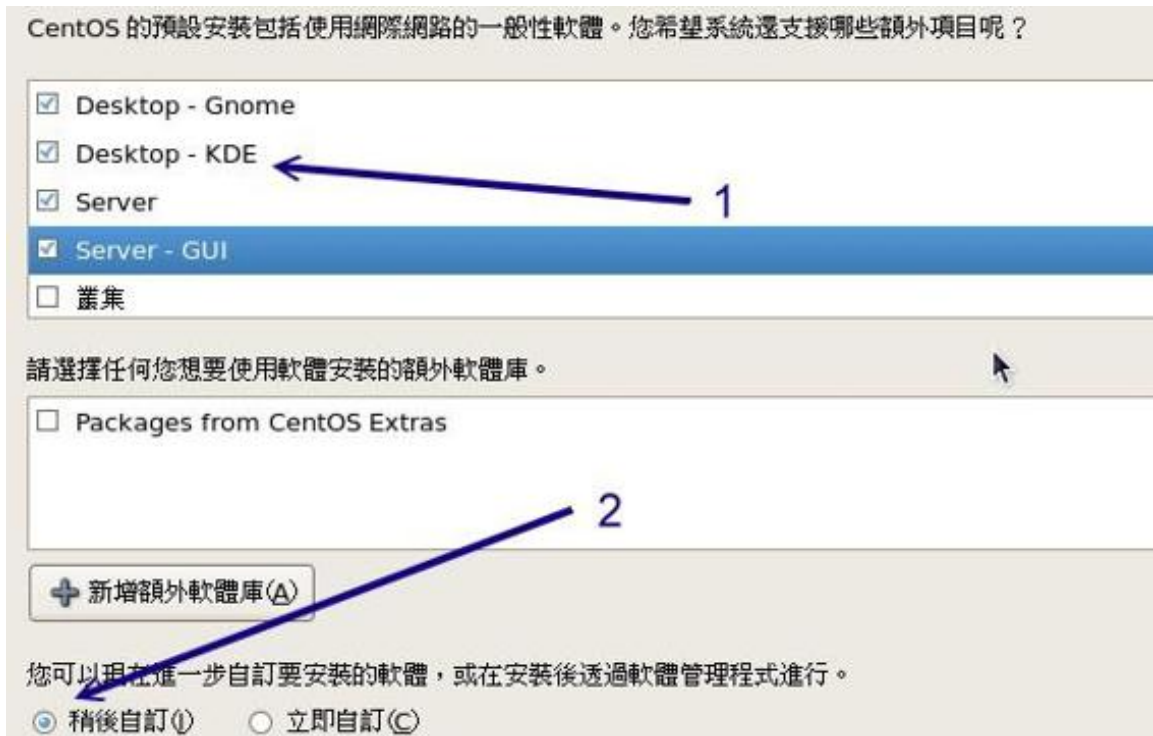 CentOS 的預設安裝包括使用網際網路的一般性軟體。您希望系統還支援哪些額外項目呢？
Desktop - Gnome
Desktop - KDE
1
Server
Server - GUI
叢集
請選擇任何您想要使用軟體安裝的額外軟體庫。
Packages from CentOS Extras
2
新增額外軟體庫(A)
您可以現在進一步自訂要安裝的軟體，或在安裝後透過軟體管理程式進行。
稍後自訂(l) 立即自訂(C)